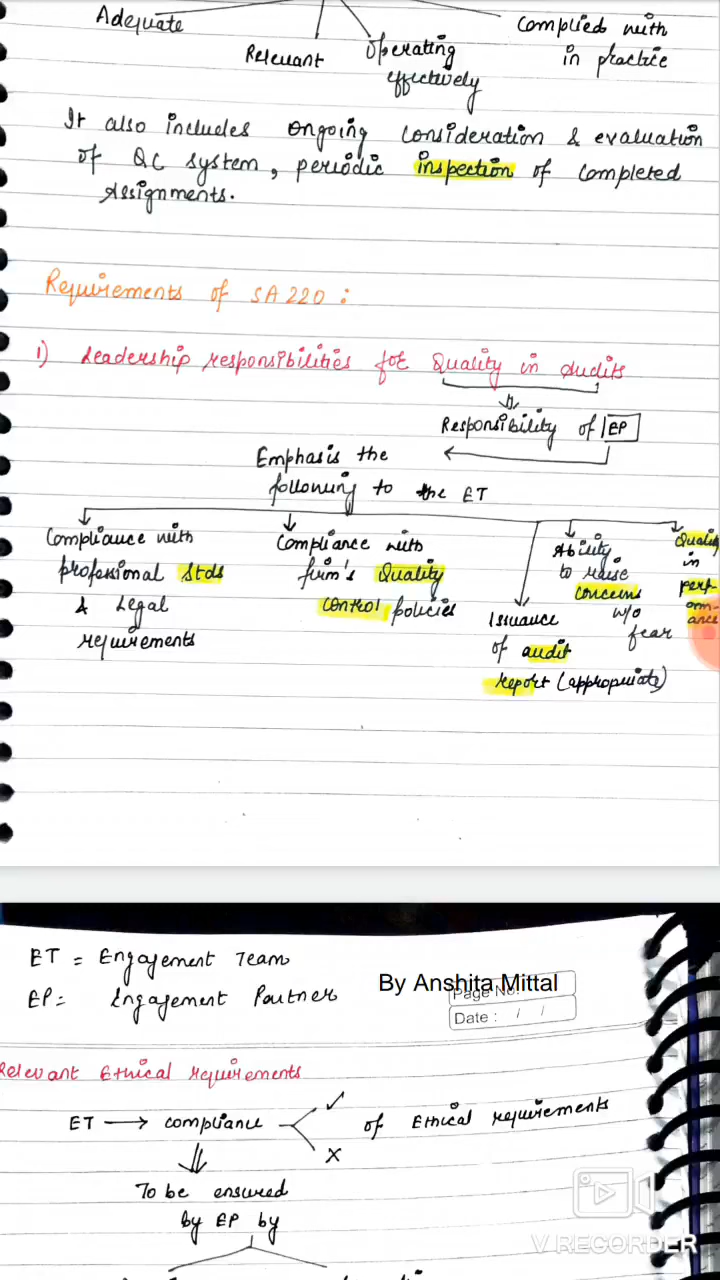 Adequate
Relevant
Operating
effectively
Complied with
in practice
It also includes ongoing consideration & evaluation
of QC system, periodic inspection of completed
Assignments.
Requirements of SA 220 :
1) Leadership responsibilities for Quality in Audits
Responsibility of EP
Emphasis the
following to the ET
Compliance with
professional Stds
& Legal
requirements
Compliance with
firm's Quality
control policies
Issuance
of audit
report (appropriate)
Ability
to raise
concerns
w/o
fear
Quality
in
perf
orm-
ance
ET = Engagement Team
EP = Engagement Partner
By Anshita Mittal
Page No.
Date : / /
Relevant Ethical requirements
ET → compliance ✓ of Ethical requirements
x
To be ensured
by EP by
V RECORDER